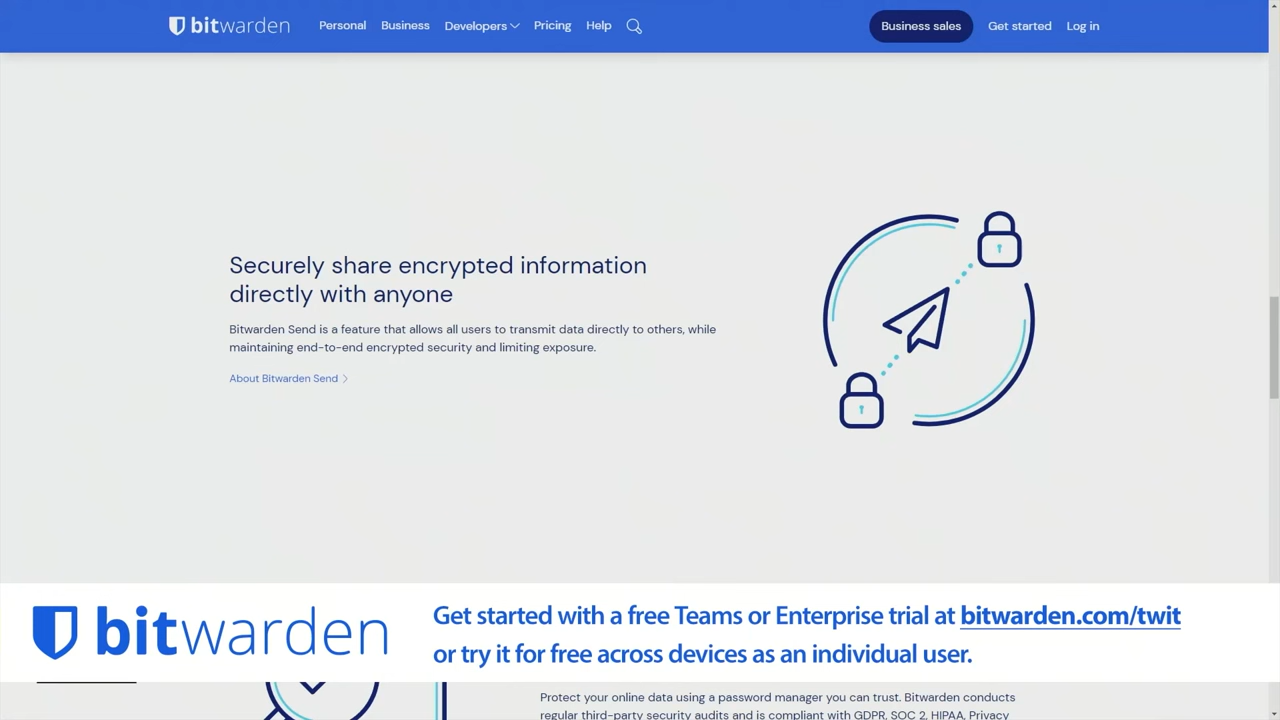 bitwarden
Personal
Business
Developers
Pricing
Help
Business sales
Get started
Log in
Securely share encrypted information
directly with anyone
Bitwarden Send is a feature that allows all users to transmit data directly to others, while
maintaining end-to-end encrypted security and limiting exposure.
About Bitwarden Send
bitwarden
Get started with a free Teams or Enterprise trial at bitwarden.com/twit
or try it for free across devices as an individual user.
Protect your online data using a password manager you can trust. Bitwarden conducts
regular third-party security audits and is compliant with GDPR, SOC 2, HIPAA, Privacy